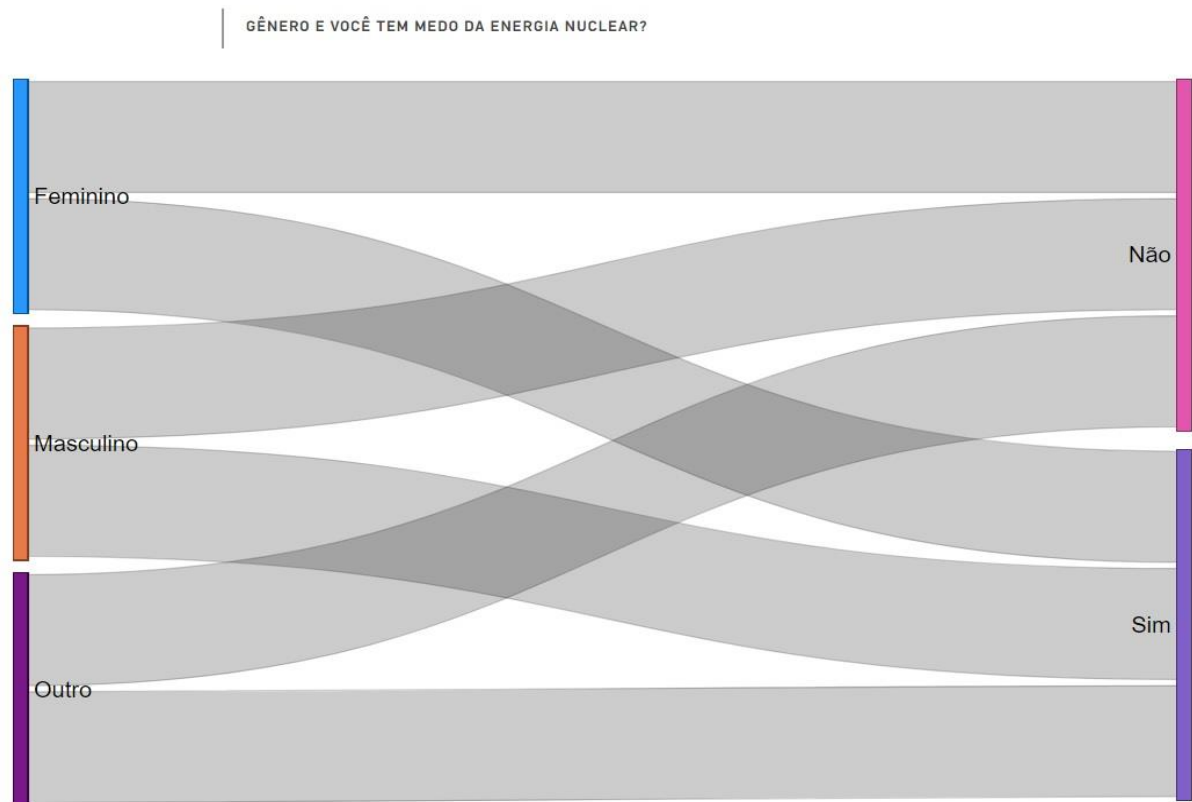 GÊNERO E VOCÊ TEM MEDO DA ENERGIA NUCLEAR?
Feminino
Não
Masculino
Sim
Outro